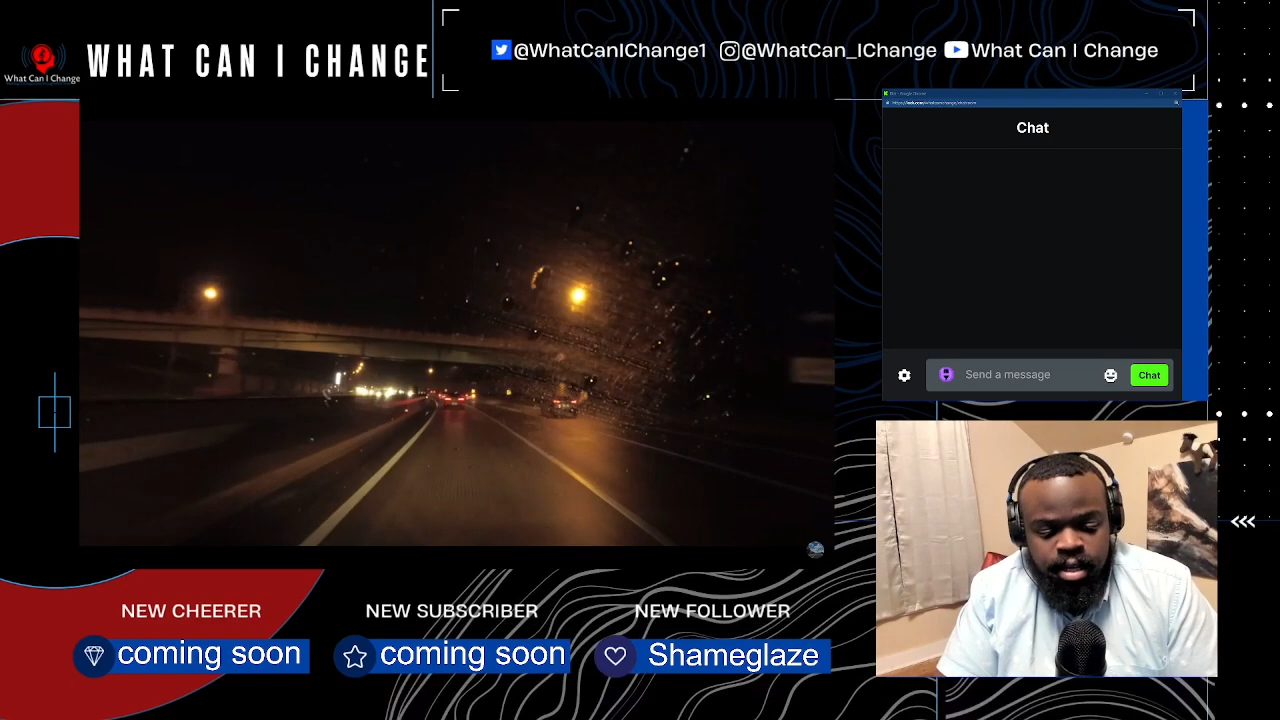 WHAT CAN I CHANGE
What Can I Change
@WhatCanIChange1
@WhatCan_IChange
What Can I Change
Chat
Send a message
Chat
NEW CHEERER
coming soon
NEW SUBSCRIBER
coming soon
NEW FOLLOWER
Shameglaze